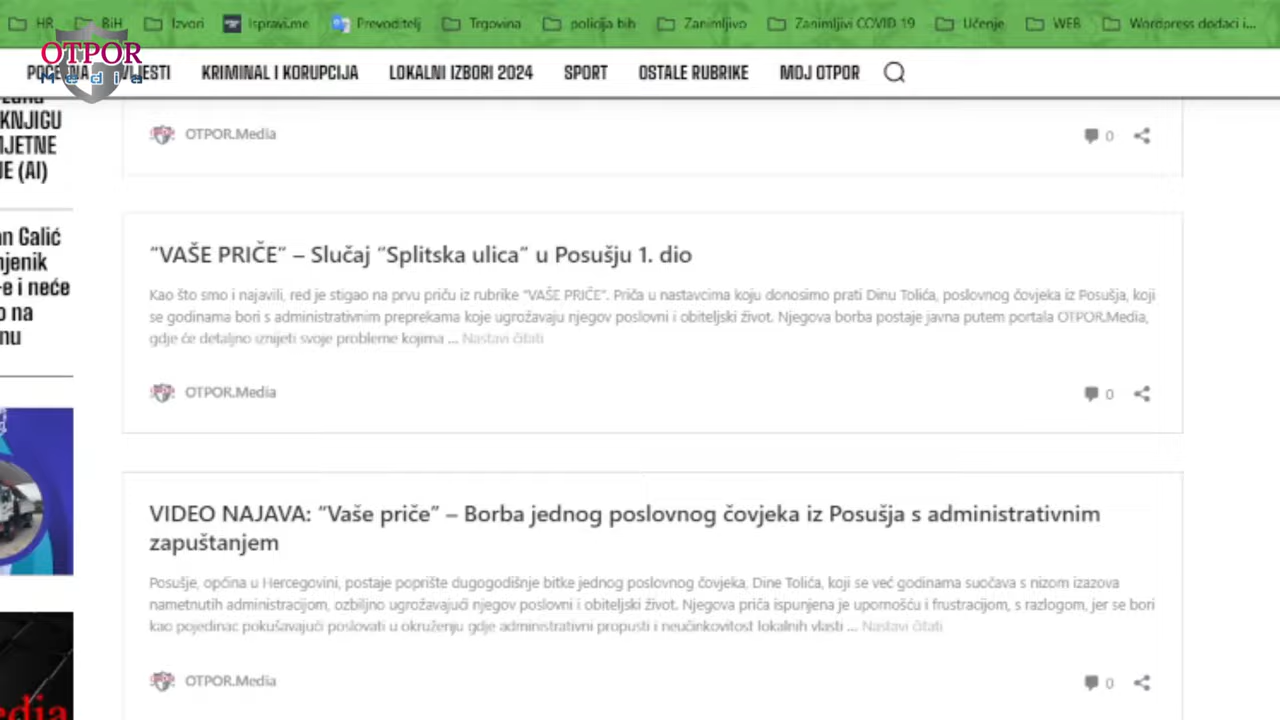 HR BiH Izvori Ispravi.me Prevoditelj Trgovina policija bih Zanimljivo Zanimljivi COVID 19 Učenje WEB Wordpress dodaci i...
OTPOR
Media
VIJESTI KRIMINAL I KORUPCIJA LOKALNI IZBORI 2024 SPORT OSTALE RUBRIKE MOJ OTPOR
KNJIGU
(AI)
Galić
i neće
na
OTPOR.Media 0
“VAŠE PRIČE” – Slučaj “Splitska ulica” u Posušju 1. dio
Kao što smo i najavili, red je stigao na prvu priču iz rubrike “VAŠE PRIČE”. Priča u nastavcima koju donosimo prati Dinu Tolića, poslovnog čovjeka iz Posušja, koji
se godinama bori s administrativnim preprekama koje ugrožavaju njegov poslovni i obiteljski život. Njegova borba postaje javna putem portala OTPOR.Media,
gdje će detaljno iznijeti svoje probleme kojima ... Nastavi čitati
OTPOR.Media 0
VIDEO NAJAVA: “Vaše priče” – Borba jednog poslovnog čovjeka iz Posušja s administrativnim
zapuštanjem
Posušje, općina u Hercegovini, postaje poprište dugogodišnje bitke jednog poslovnog čovjeka, Dine Tolića, koji se već godinama suočava s nizom izazova
nametnutih administracijom, ozbiljno ugrožavajući njegov poslovni i obiteljski život. Njegova priča ispunjena je upornošću i frustracijom, s razlogom, jer se bori
kao pojedinac pokušavajući poslovati u okruženju gdje administrativni propusti i neučinkovitost lokalnih vlasti ... Nastavi čitati
OTPOR.Media 0